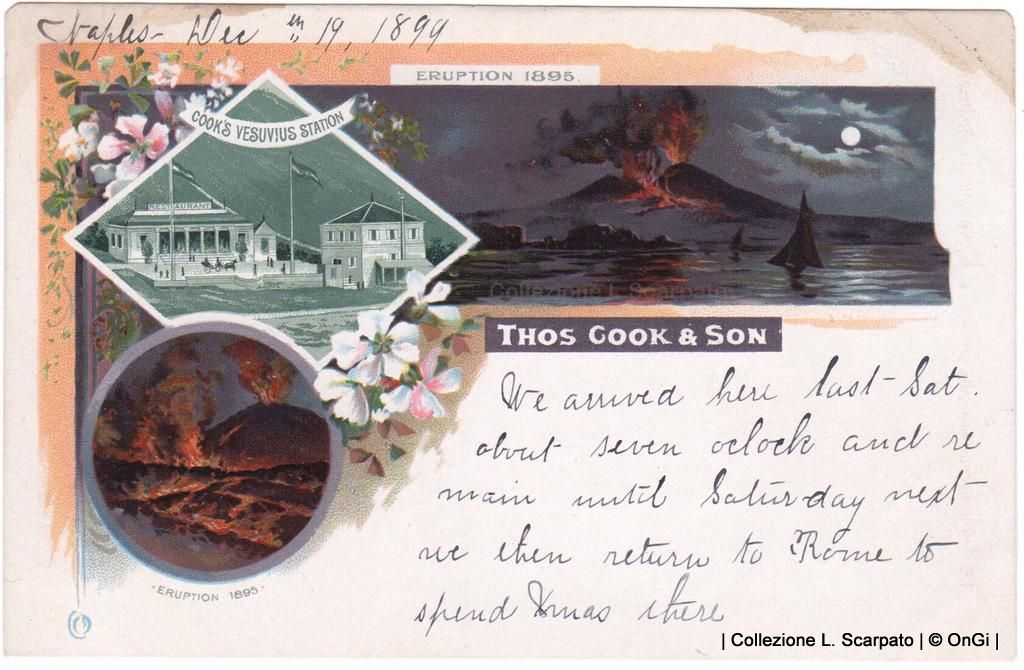 Naples - Dec en 19, 1899
ERUPTION 1895.
COOK'S VESUVIUS STATION
RESTAURANT
Collezione L. Scarpato
THOS COOK & SON
We arrived here last Sat.
about seven oclock and re
main until Saturday next
we then return to Rome to
spend Xmas there
ERUPTION 1895.
| Collezione L. Scarpato | © OnGi |